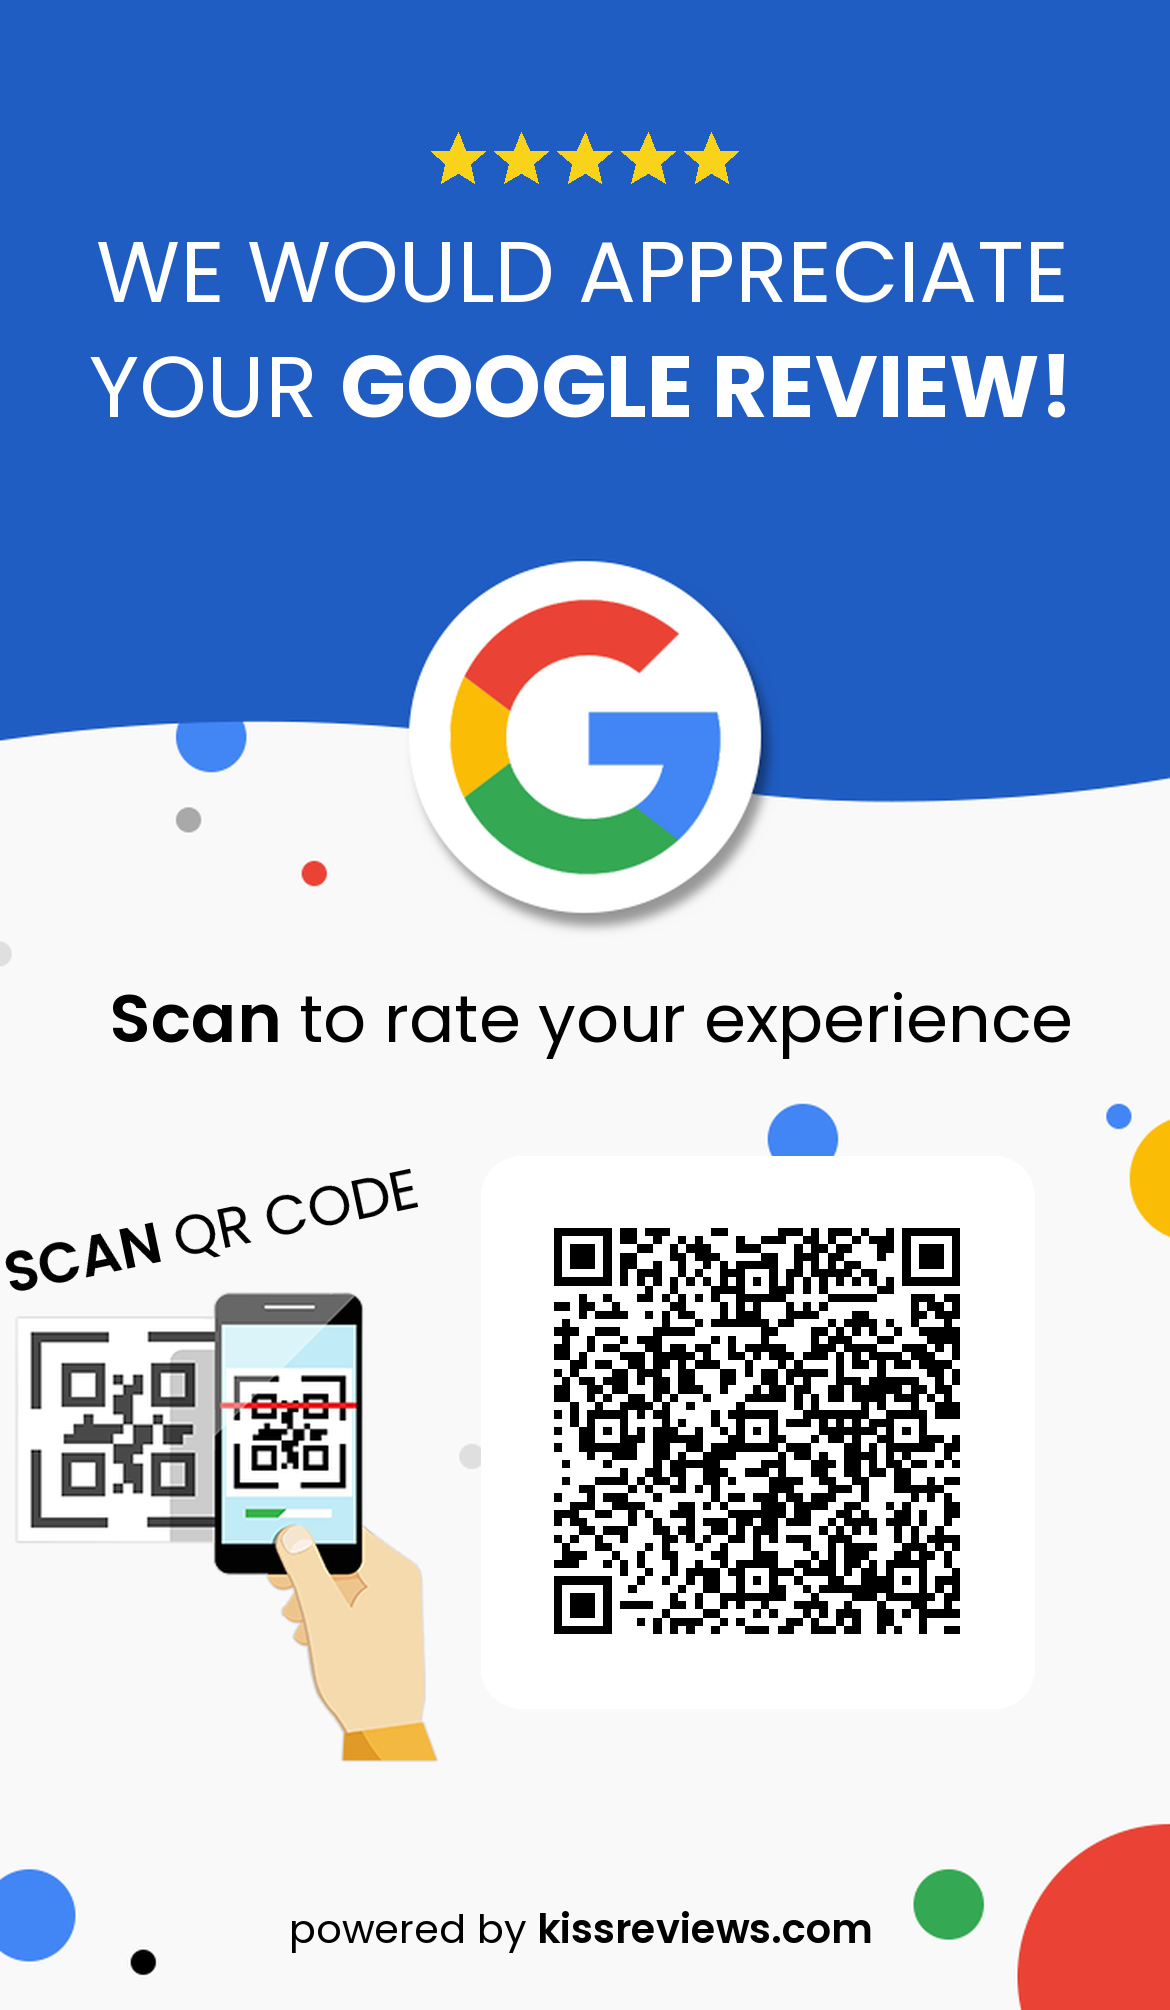 WE WOULD APPRECIATE
YOUR GOOGLE REVIEW!
Scan to rate your experience
SCAN QR CODE
powered by kissreviews.com